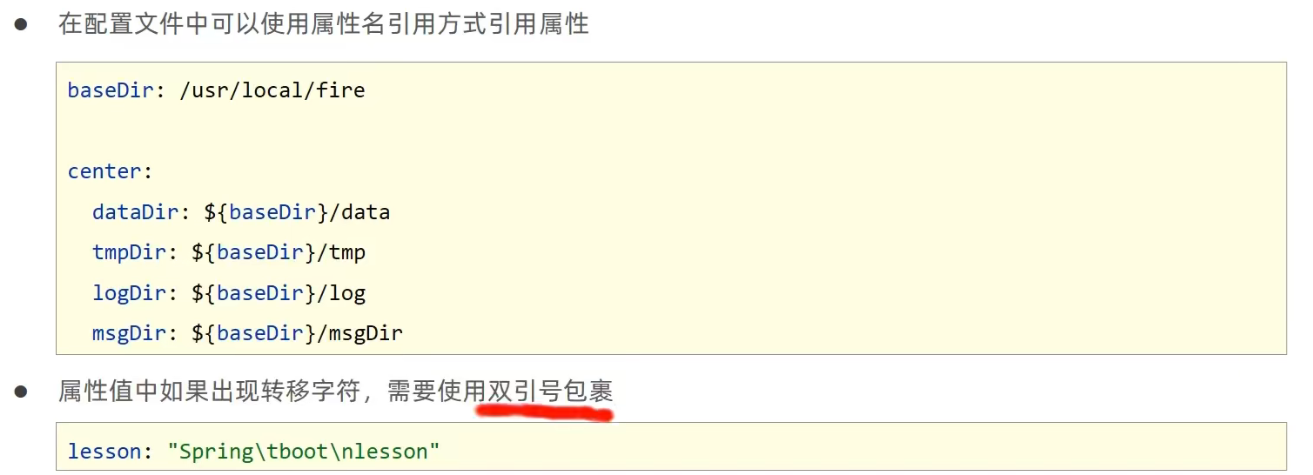 ● 在配置文件中可以使用属性名引用方式引用属性
baseDir: /usr/local/fire
center:
  dataDir: ${baseDir}/data
  tmpDir: ${baseDir}/tmp
  logDir: ${baseDir}/log
  msgDir: ${baseDir}/msgDir
● 属性值中如果出现转移字符，需要使用双引号包裹
lesson: "Spring\tboot\nlesson"